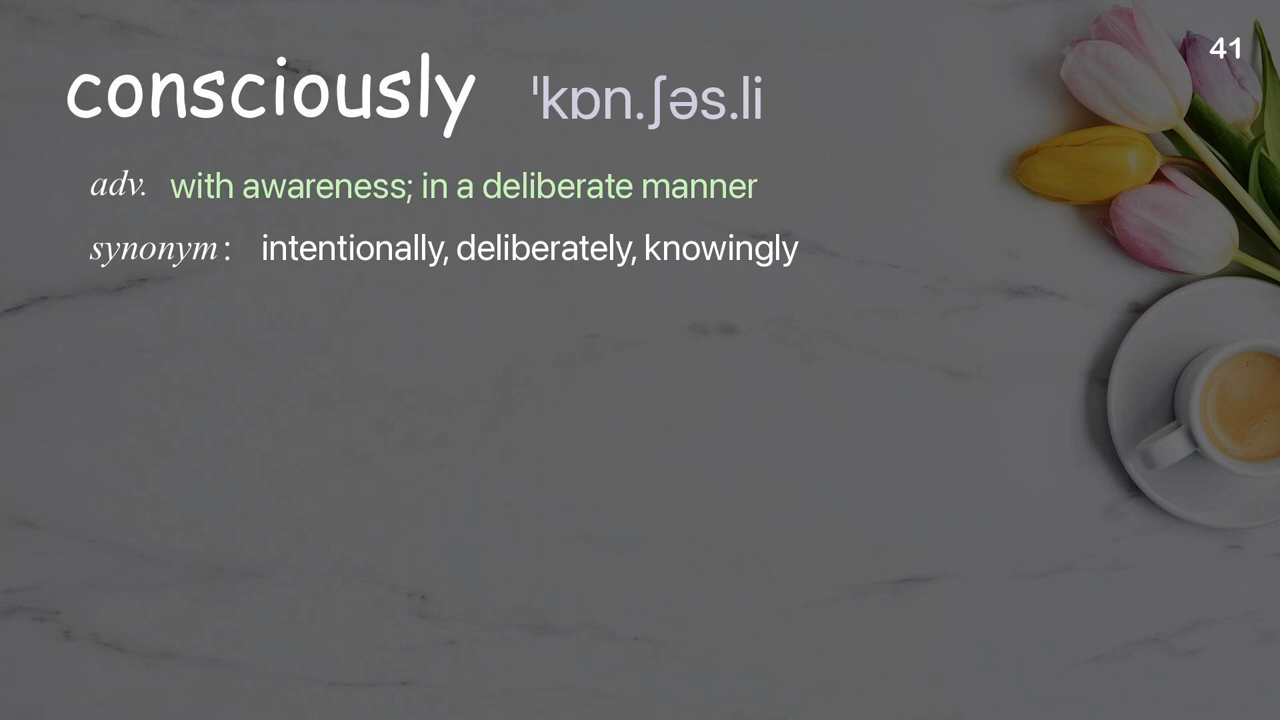 41
consciously ˈkɒn.ʃəs.li
adv. with awareness; in a deliberate manner
synonym: intentionally, deliberately, knowingly